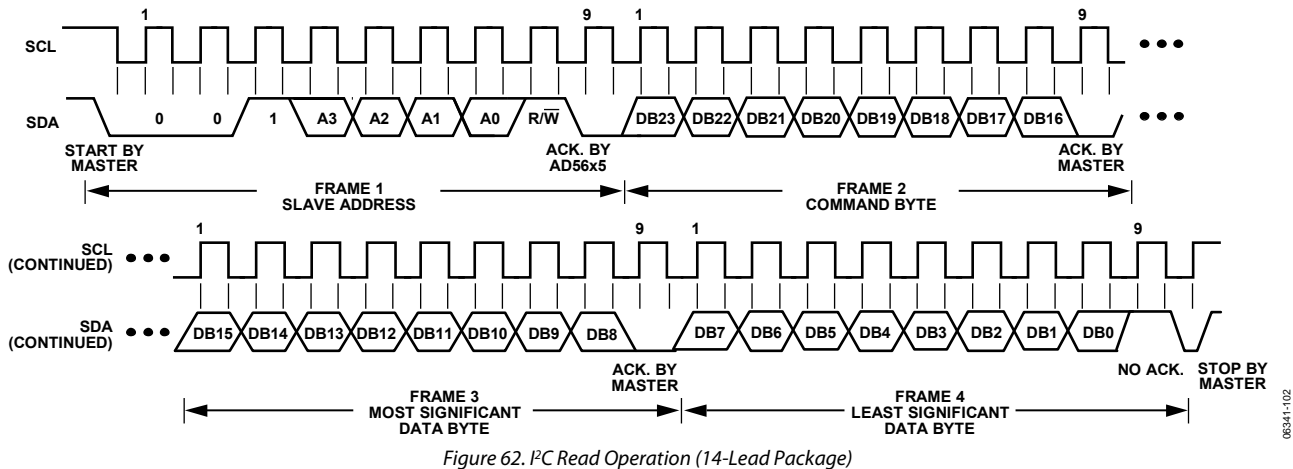 1 9 1 9
SCL
SDA 0 0 1 A3 A2 A1 A0 R/W̅ DB23 DB22 DB21 DB20 DB19 DB18 DB17 DB16
START BY
MASTER
ACK. BY
AD56x5
ACK. BY
MASTER
FRAME 1
SLAVE ADDRESS
FRAME 2
COMMAND BYTE
1 9 1 9
SCL
(CONTINUED)
SDA
(CONTINUED)
DB15 DB14 DB13 DB12 DB11 DB10 DB9 DB8 DB7 DB6 DB5 DB4 DB3 DB2 DB1 DB0
ACK. BY
MASTER
NO ACK.
STOP BY
MASTER
FRAME 3
MOST SIGNIFICANT
DATA BYTE
FRAME 4
LEAST SIGNIFICANT
DATA BYTE
06341-102
Figure 62. I²C Read Operation (14-Lead Package)